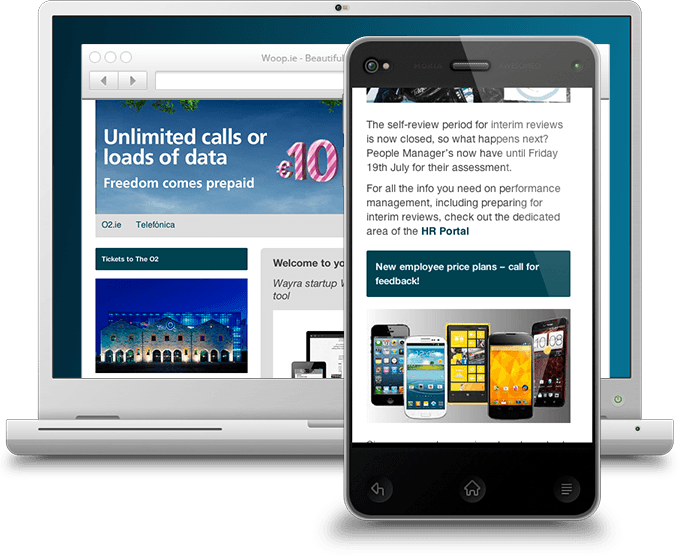 Woop.ie - Beautiful
Unlimited calls or
loads of data
Freedom comes prepaid
€10
O2.ie Telefónica
Tickets to The O2
Welcome to yo
Wayra startup W
tool
The self-review period for interim reviews
is now closed, so what happens next?
People Manager's now have until Friday
19th July for their assessment.
For all the info you need on performance
management, including preparing for
interim reviews, check out the dedicated
area of the HR Portal
New employee price plans – call for
feedback!
10:09